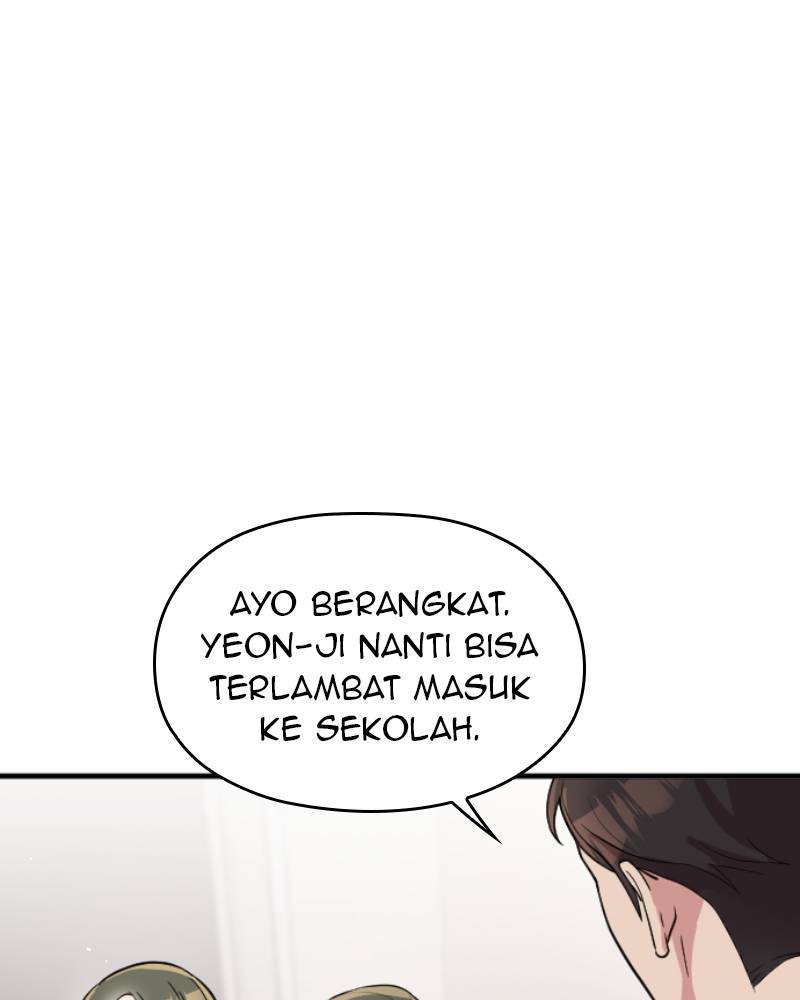 AYO BERANGKAT.
YEON-JI NANTI BISA
TERLAMBAT MASUK
KE SEKOLAH.